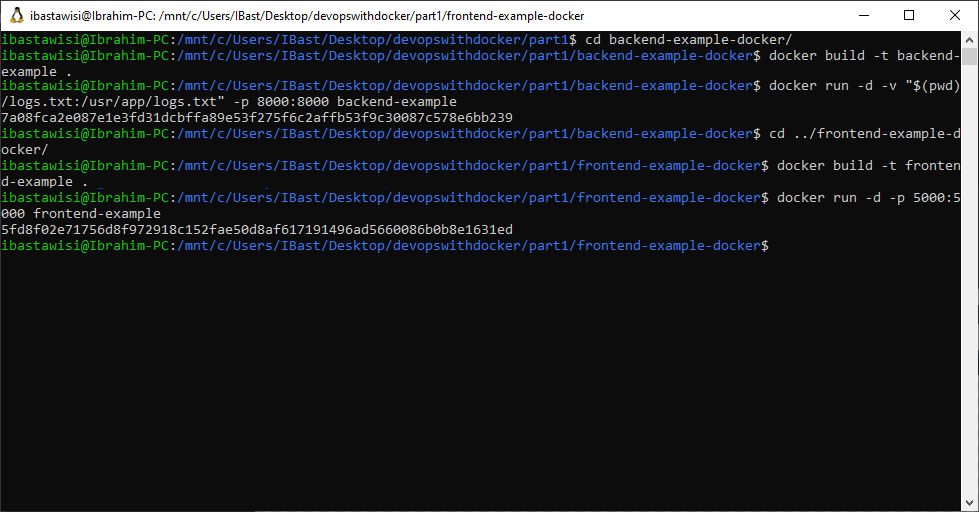 ibastawisi@Ibrahim-PC: /mnt/c/Users/IBast/Desktop/devopswithdocker/part1/frontend-example-docker
ibastawisi@Ibrahim-PC:/mnt/c/Users/IBast/Desktop/devopswithdocker/part1$ cd backend-example-docker/
ibastawisi@Ibrahim-PC:/mnt/c/Users/IBast/Desktop/devopswithdocker/part1/backend-example-docker$ docker build -t backend-
example .
ibastawisi@Ibrahim-PC:/mnt/c/Users/IBast/Desktop/devopswithdocker/part1/backend-example-docker$ docker run -d -v "$(pwd)
/logs.txt:/usr/app/logs.txt" -p 8000:8000 backend-example
7a08fca2e087e1e3fd31dcbffa89e53f275f6c2affb53f9c30087c578e6bb239
ibastawisi@Ibrahim-PC:/mnt/c/Users/IBast/Desktop/devopswithdocker/part1/backend-example-docker$ cd ../frontend-example-d
ocker/
ibastawisi@Ibrahim-PC:/mnt/c/Users/IBast/Desktop/devopswithdocker/part1/frontend-example-docker$ docker build -t fronten
d-example .
ibastawisi@Ibrahim-PC:/mnt/c/Users/IBast/Desktop/devopswithdocker/part1/frontend-example-docker$ docker run -d -p 5000:5
000 frontend-example
5fd8f02e71756d8f972918c152fae50d8af617191496ad5660086b0b8e1631ed
ibastawisi@Ibrahim-PC:/mnt/c/Users/IBast/Desktop/devopswithdocker/part1/frontend-example-docker$